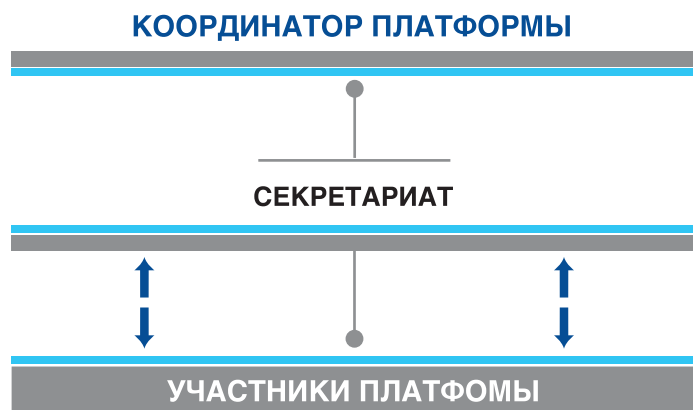 КООРДИНАТОР ПЛАТФОРМЫ
СЕКРЕТАРИАТ
УЧАСТНИКИ ПЛАТФОМЫ